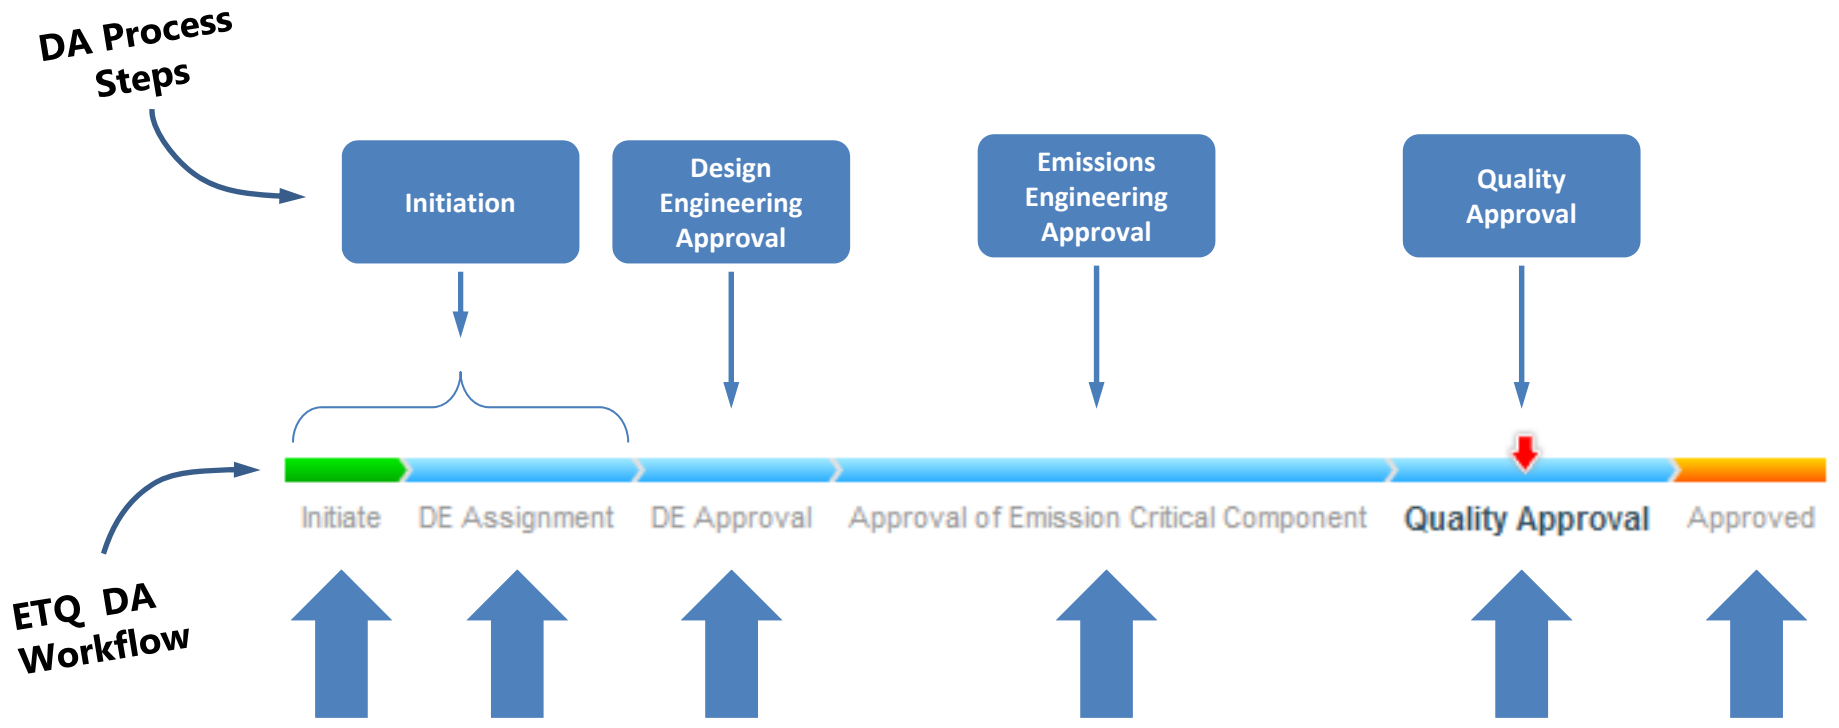 DA Process
Steps
Initiation
Design
Engineering
Approval
Emissions
Engineering
Approval
Quality
Approval
Initiate
DE Assignment
DE Approval
Approval of Emission Critical Component
Quality Approval
Approved
ETQ DA
Workflow